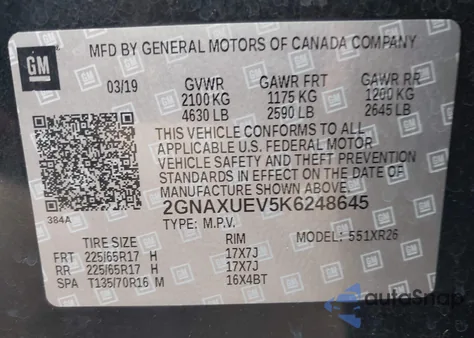 GM
MFD BY GENERAL MOTORS OF CANADA COMPANY
03/19 GVWR GAWR FRT GAWR RR
2100 KG 1175 KG 1200 KG
4630 LB 2590 LB 2645 LB
THIS VEHICLE CONFORMS TO ALL
APPLICABLE U.S. FEDERAL MOTOR
VEHICLE SAFETY AND THEFT PREVENTION
STANDARDS IN EFFECT ON THE DATE OF
MANUFACTURE SHOWN ABOVE.
384A
2GNAXUEV5K6248645
TYPE: M.P.V. MODEL: 551XR26
TIRE SIZE RIM
FRT 225/65R17 H 17X7J
RR 225/65R17 H 17X7J
SPA T135/70R16 M 16X4BT
autoSnap